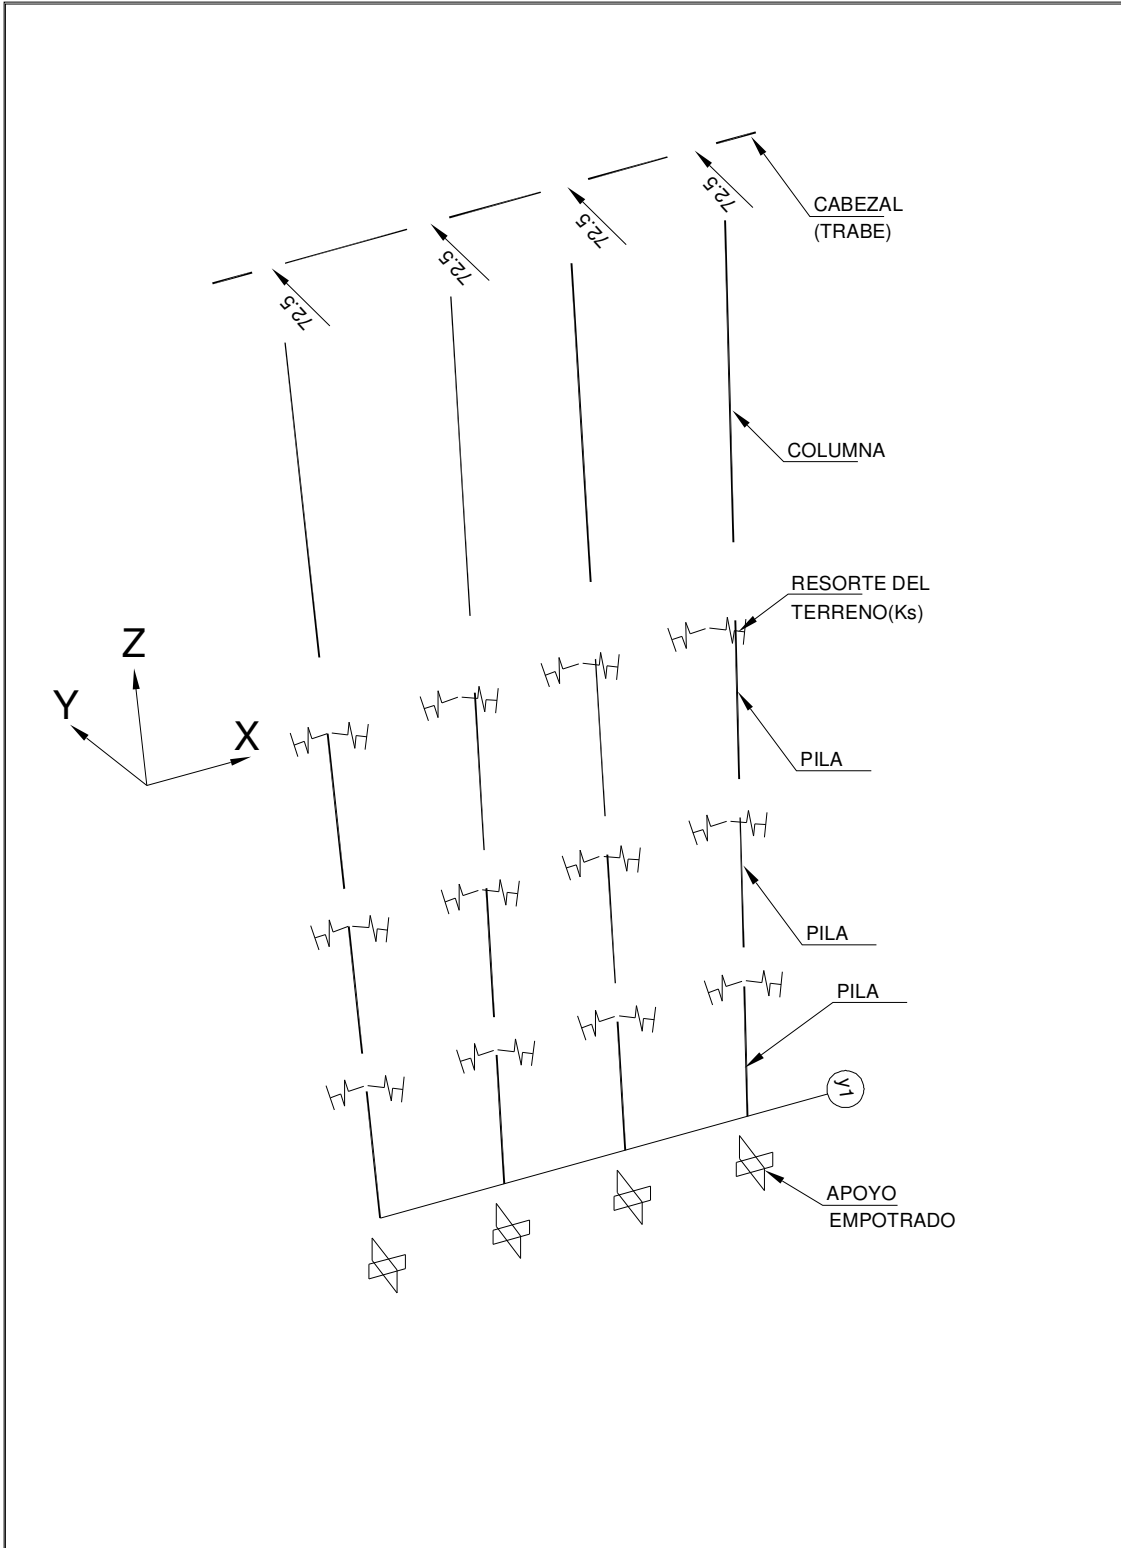 CABEZAL
(TRABE)
72.5
72.5
72.5
72.5
COLUMNA
RESORTE DEL
TERRENO(Ks)
Z
Y
X
PILA
PILA
PILA
y1
APOYO
EMPOTRADO